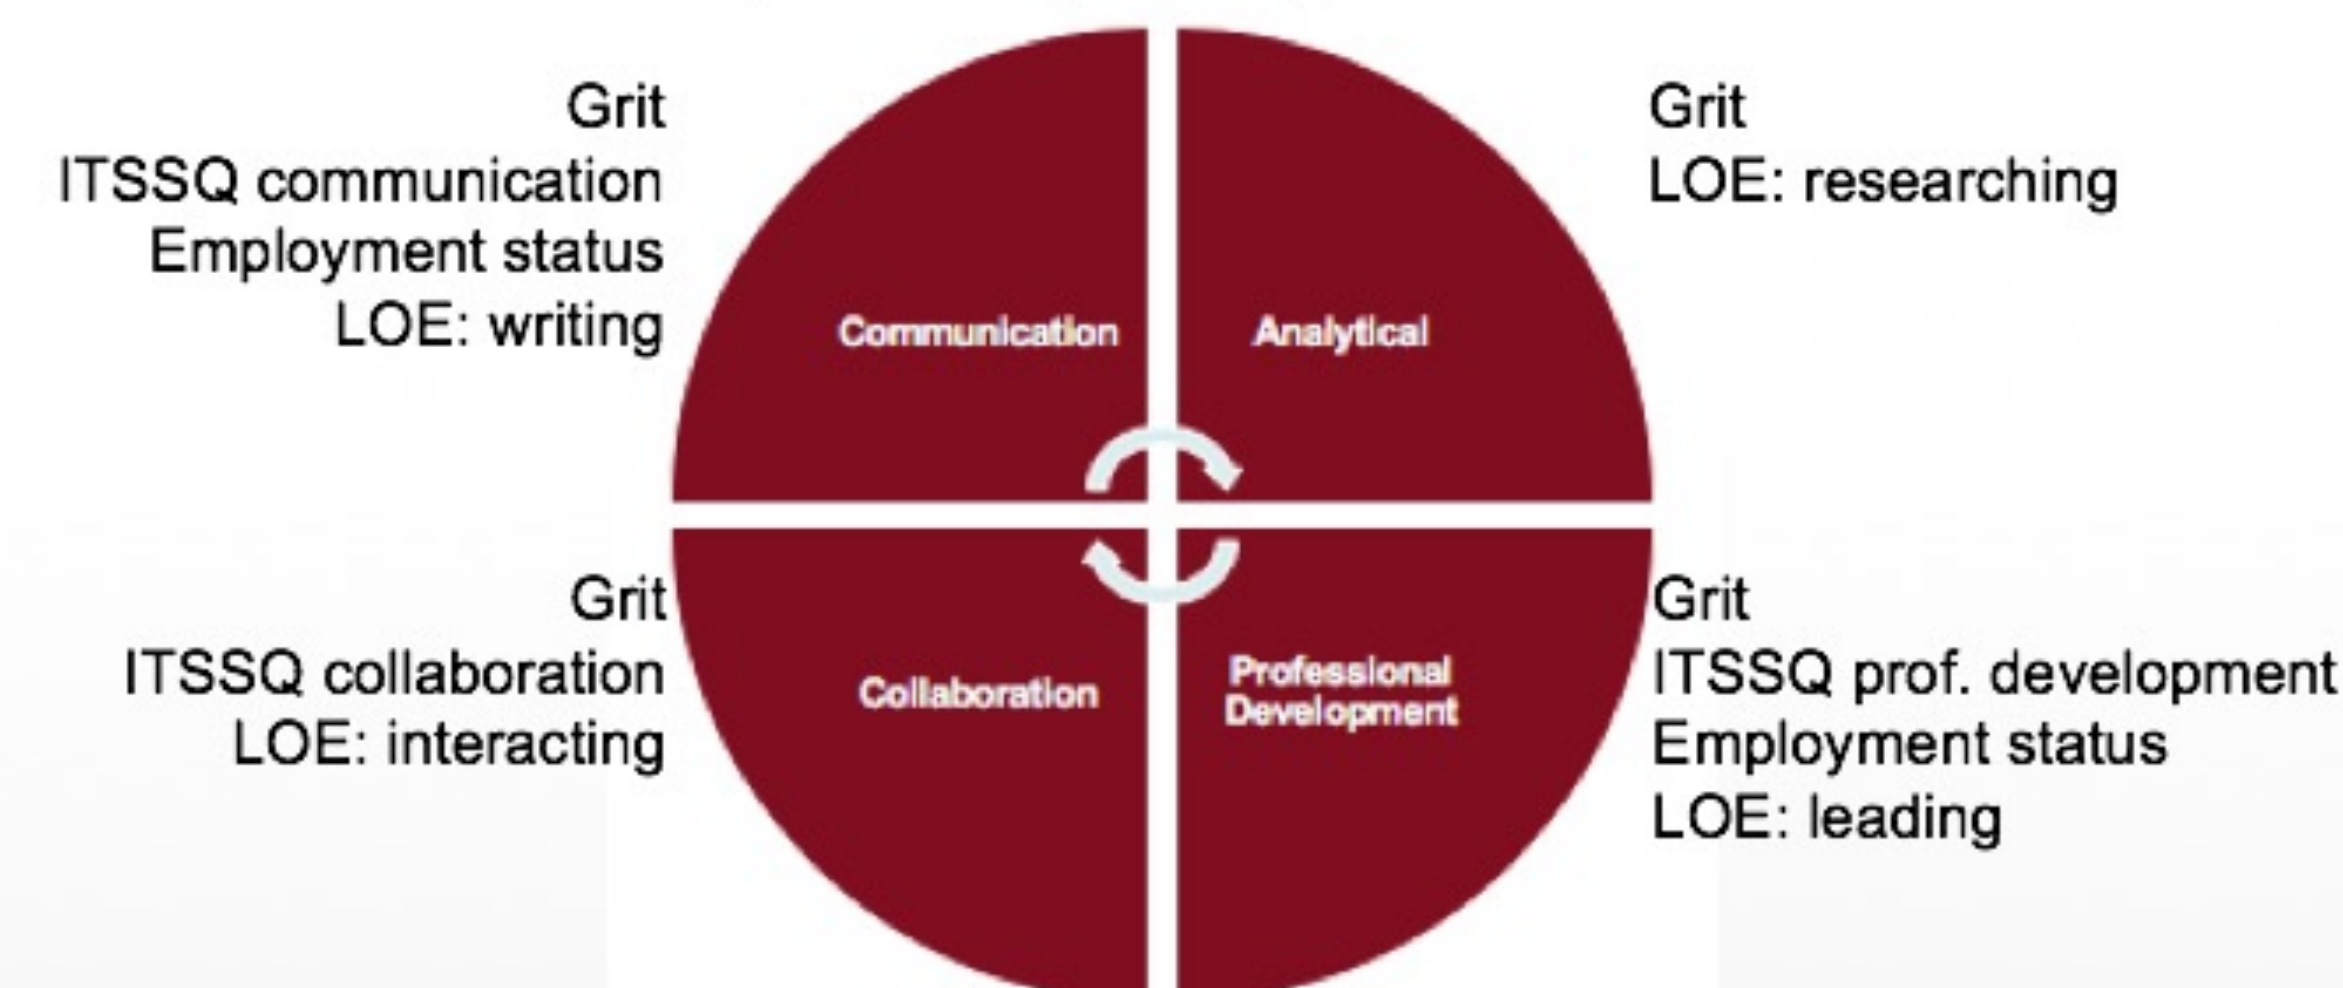 Grit
ITSSQ communication
Employment status
LOE: writing
Communication
Analytical
Grit
LOE: researching
Grit
ITSSQ collaboration
LOE: interacting
Collaboration
Professional
Development
Grit
ITSSQ prof. development
Employment status
LOE: leading